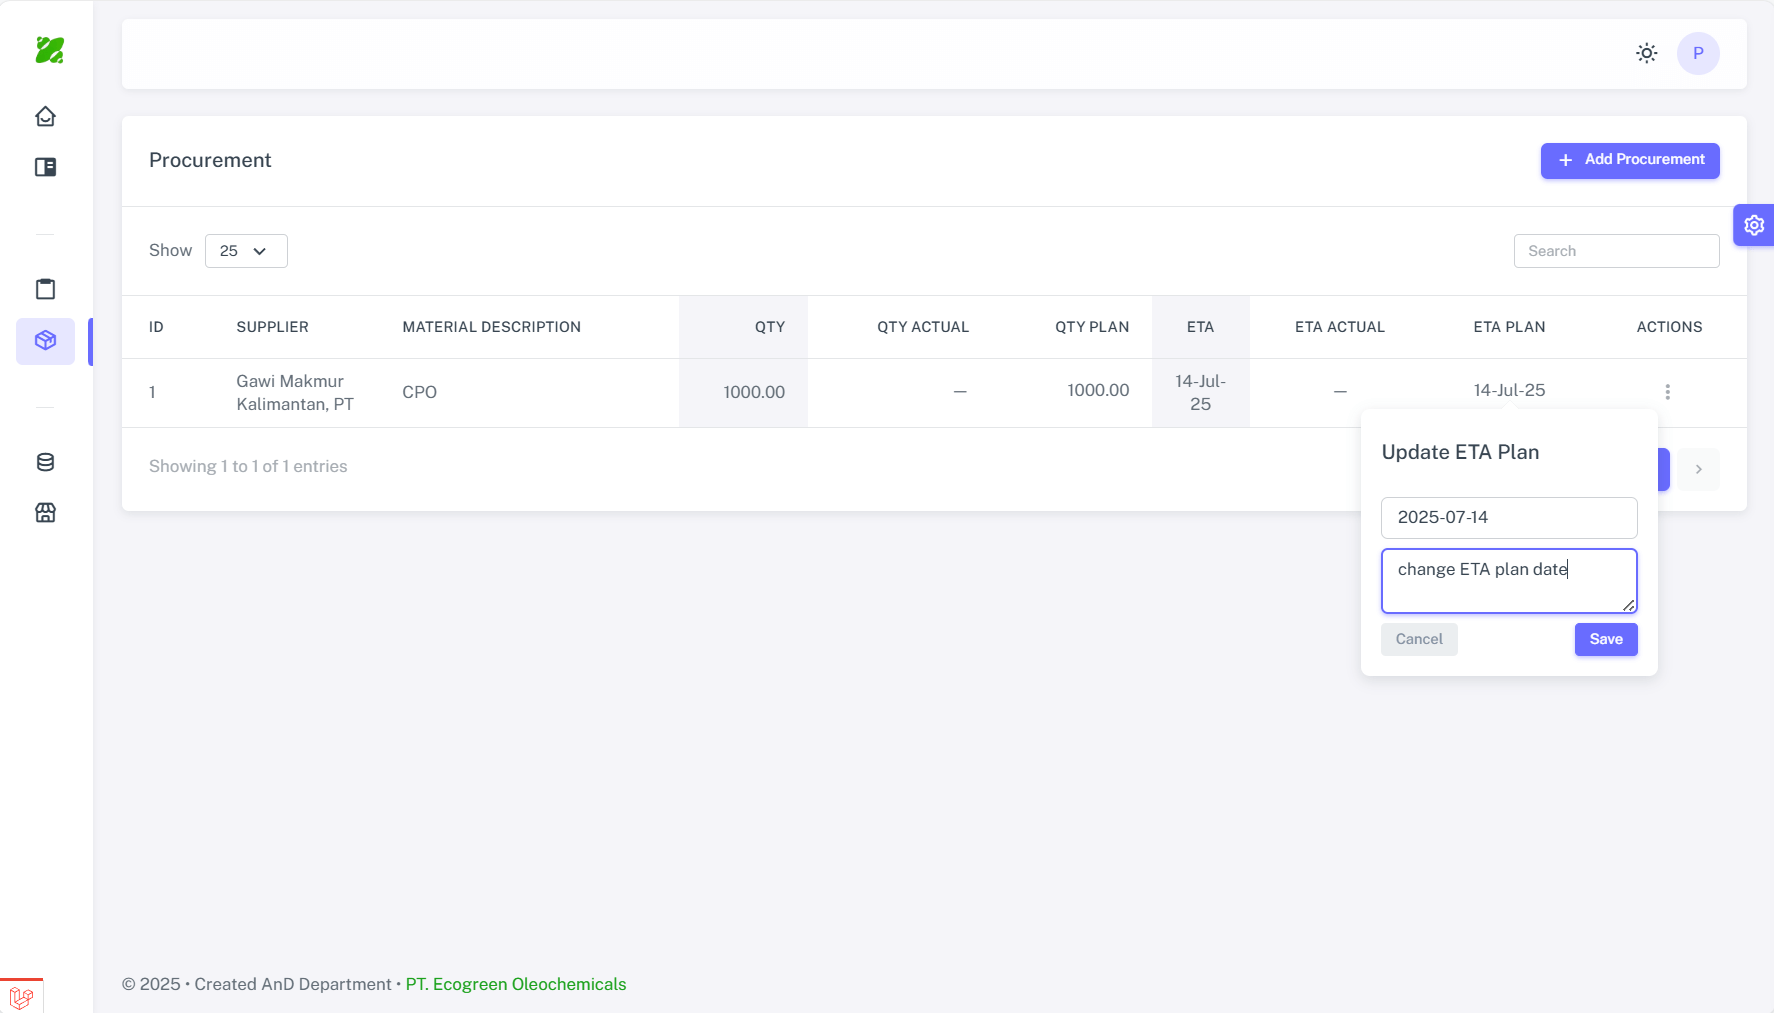 P
Procurement
+ Add Procurement
Show 25
Search
ID SUPPLIER MATERIAL DESCRIPTION QTY QTY ACTUAL QTY PLAN ETA ETA ACTUAL ETA PLAN ACTIONS
1 Gawi Makmur Kalimantan, PT CPO 1000.00 — 1000.00 14-Jul-25 — 14-Jul-25
Showing 1 to 1 of 1 entries
Update ETA Plan
2025-07-14
change ETA plan date
Cancel Save
© 2025 • Created AnD Department • PT. Ecogreen Oleochemicals